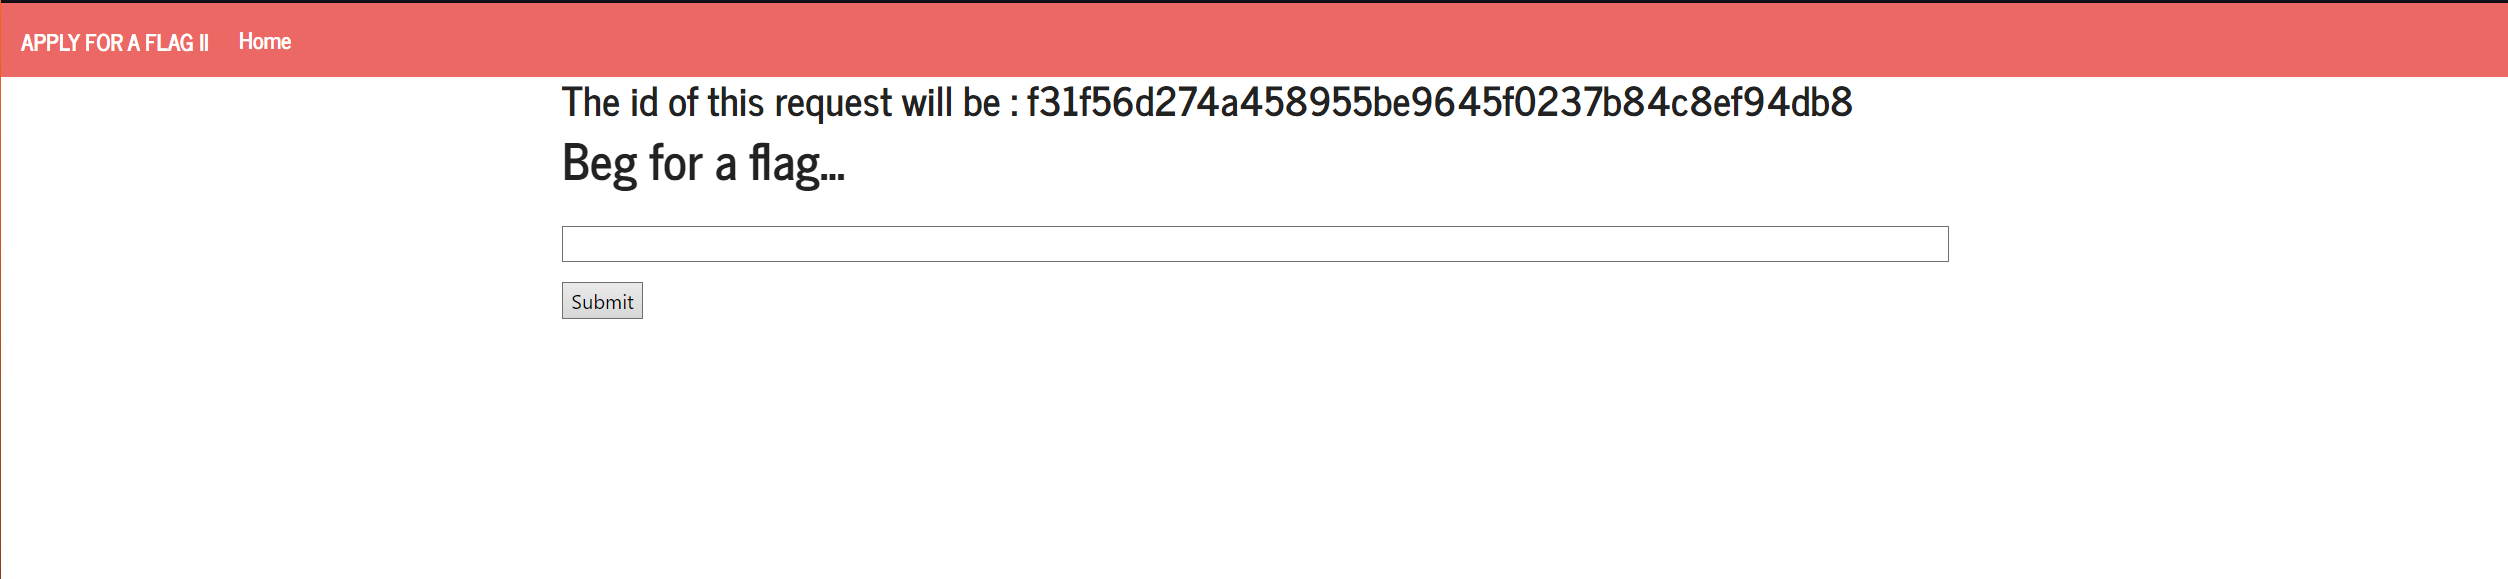 APPLY FOR A FLAG II Home
The id of this request will be : f31f56d274a458955be9645f0237b84c8ef94db8
Beg for a flag...
Submit